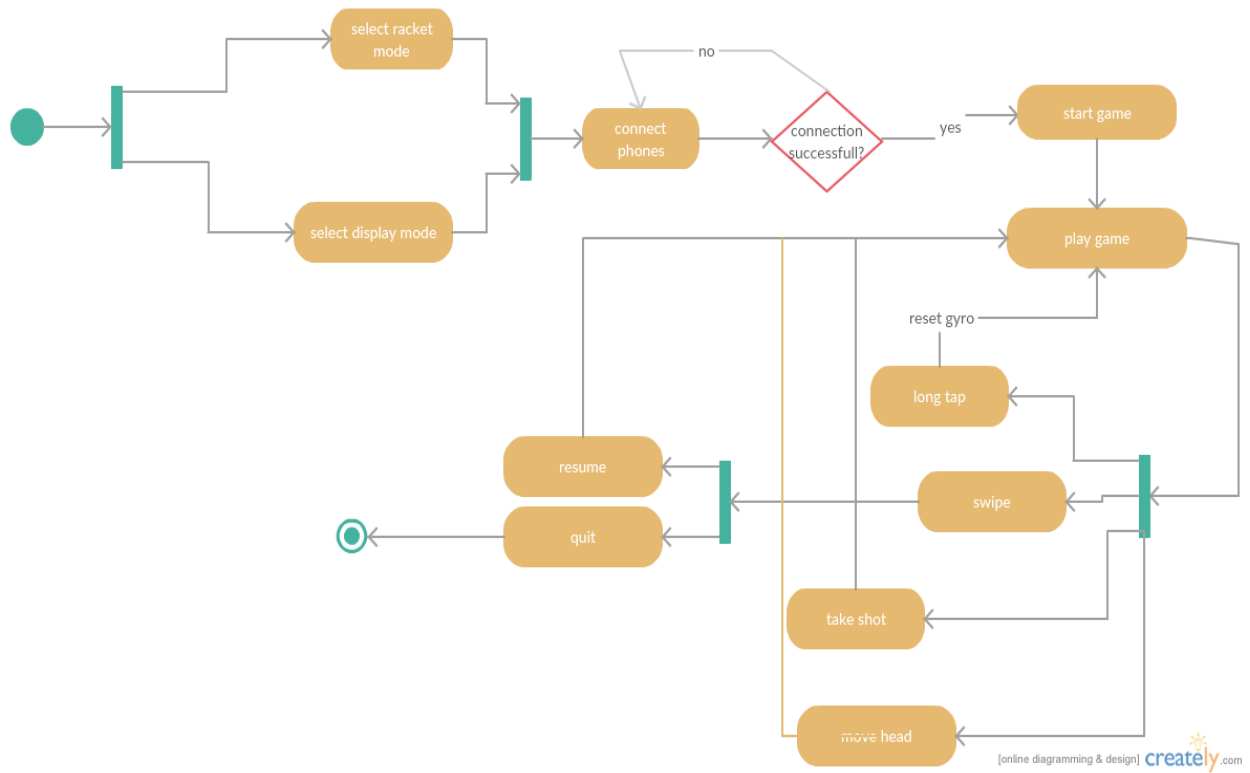 select racket
mode
no
connect
phones
connection
successfull?
yes
start game
select display mode
play game
reset gyro
long tap
resume
swipe
quit
take shot
move head
[online diagramming & design] creately.com